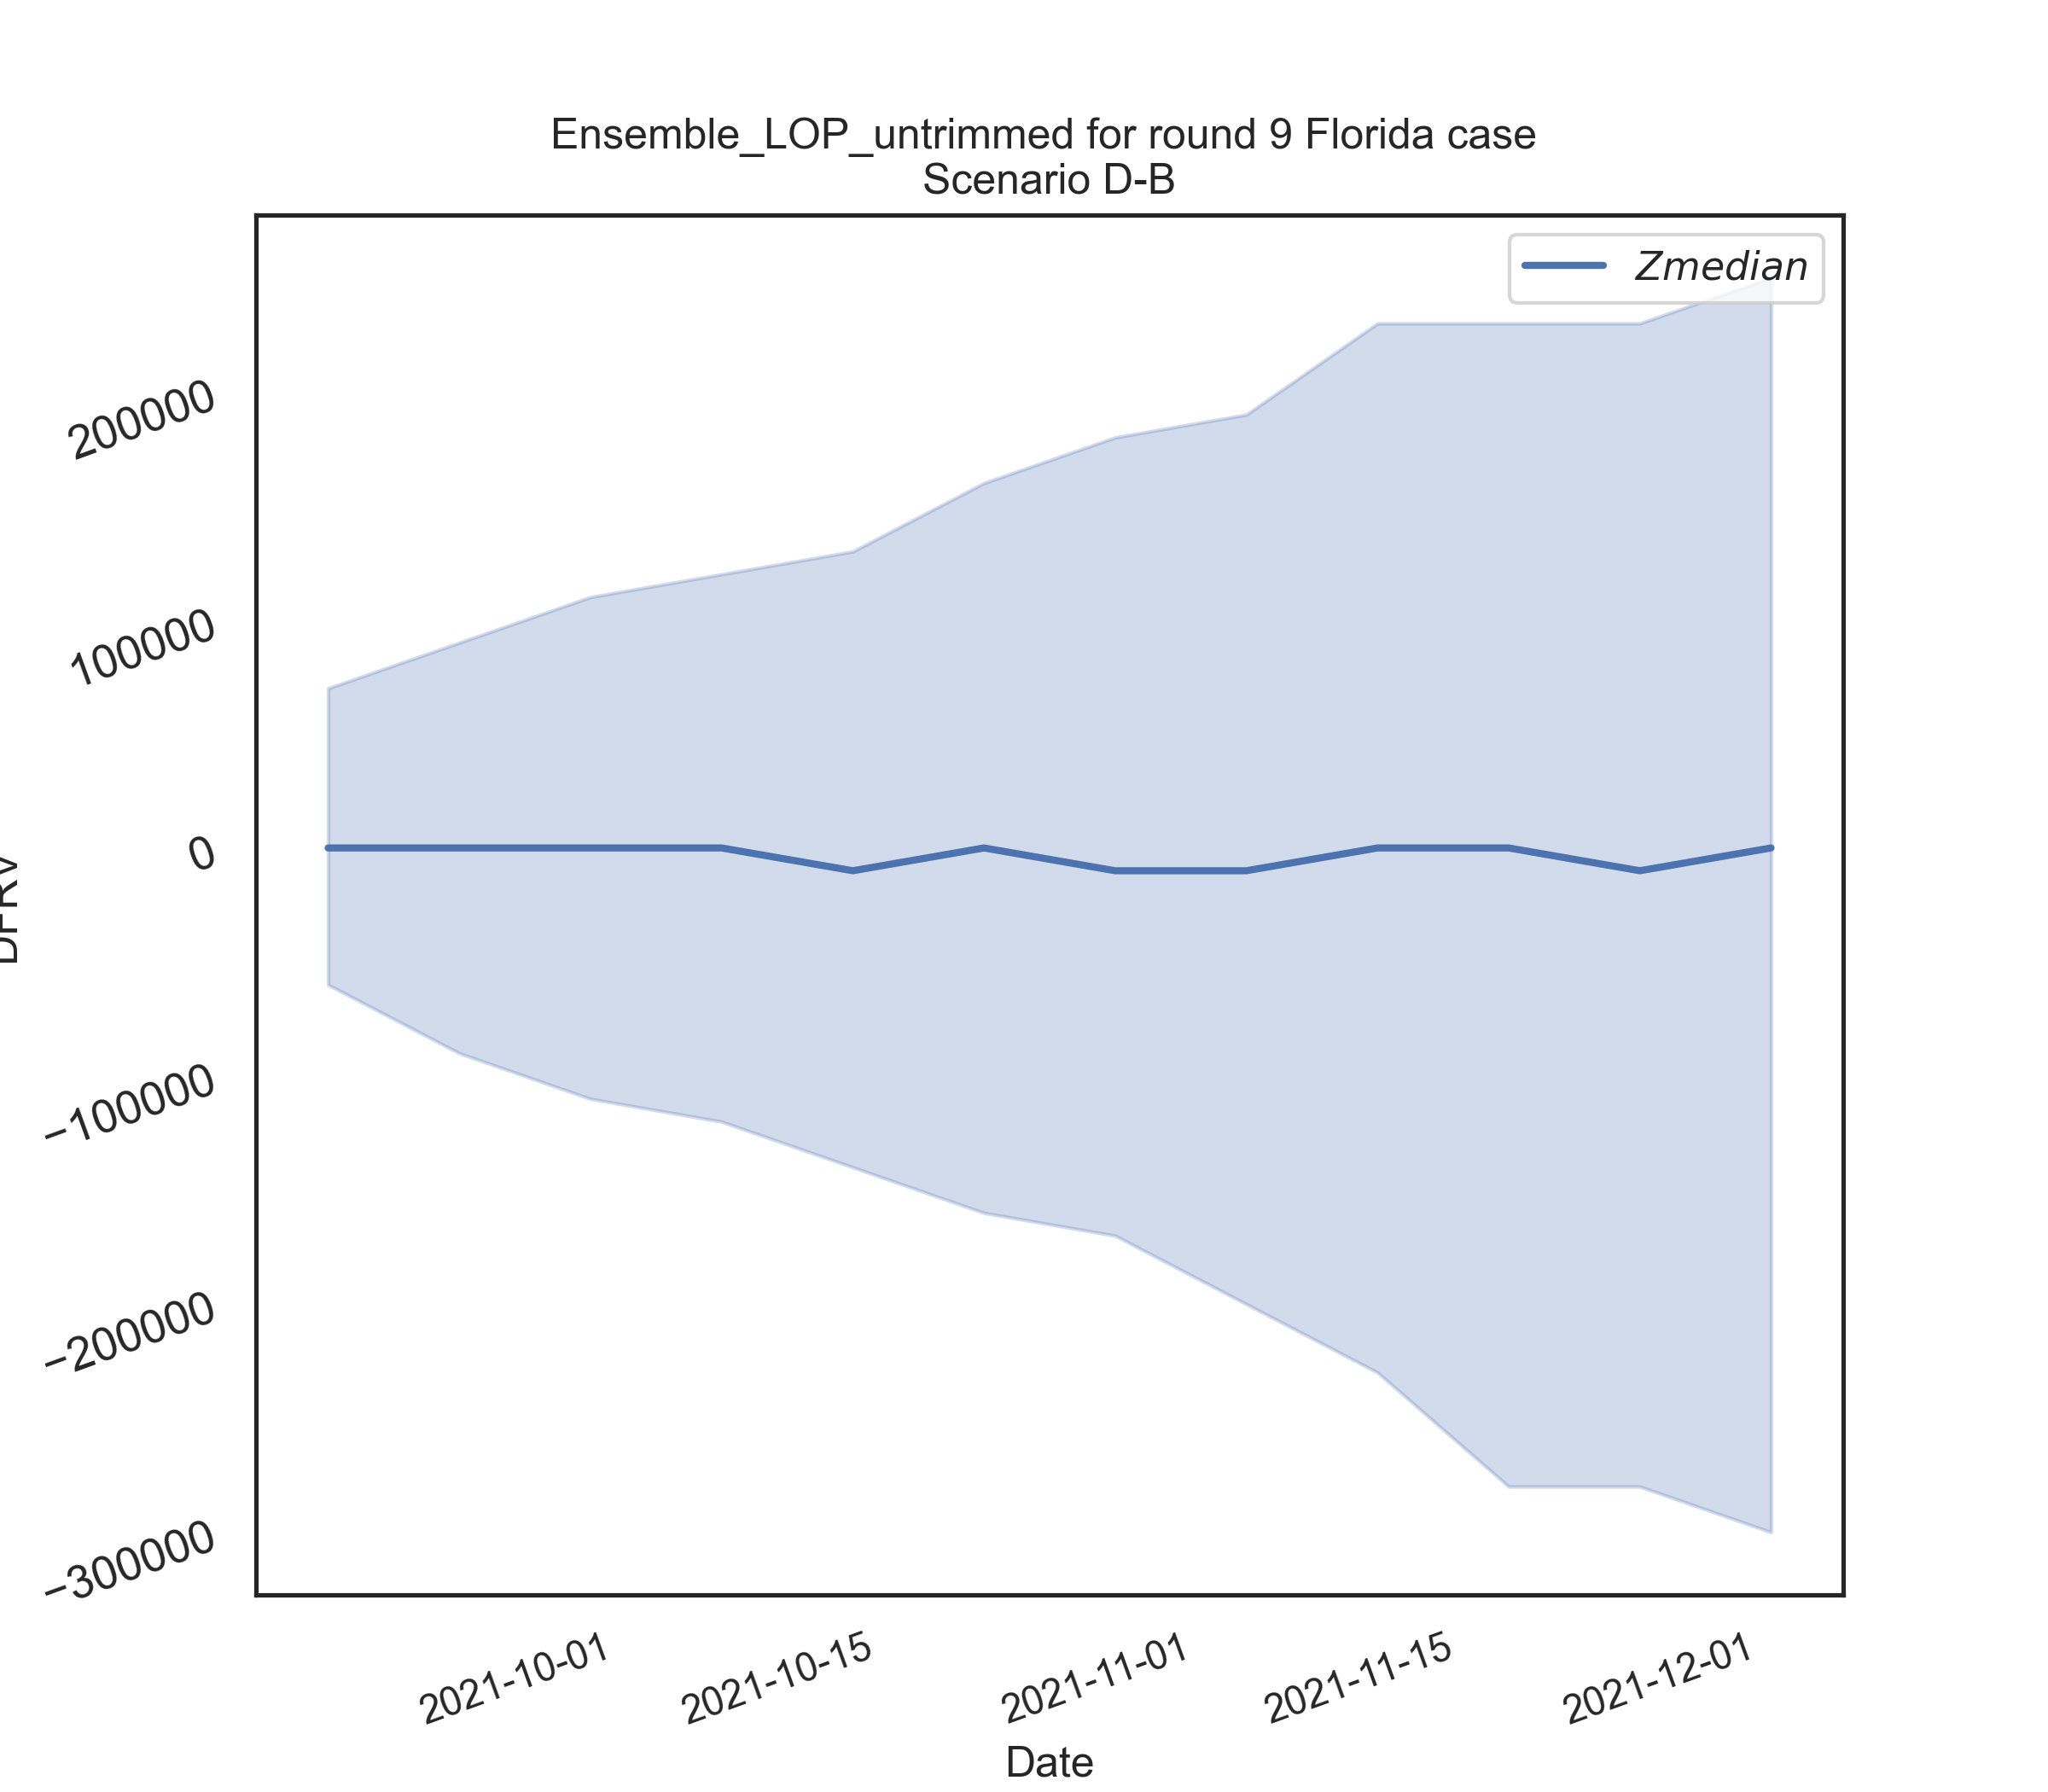 Ensemble_LOP_untrimmed for round 9 Florida case
Scenario D-B
Zmedian
200000
100000
0
−100000
−200000
−300000
2021-10-01
2021-10-15
2021-11-01
2021-11-15
2021-12-01
Date